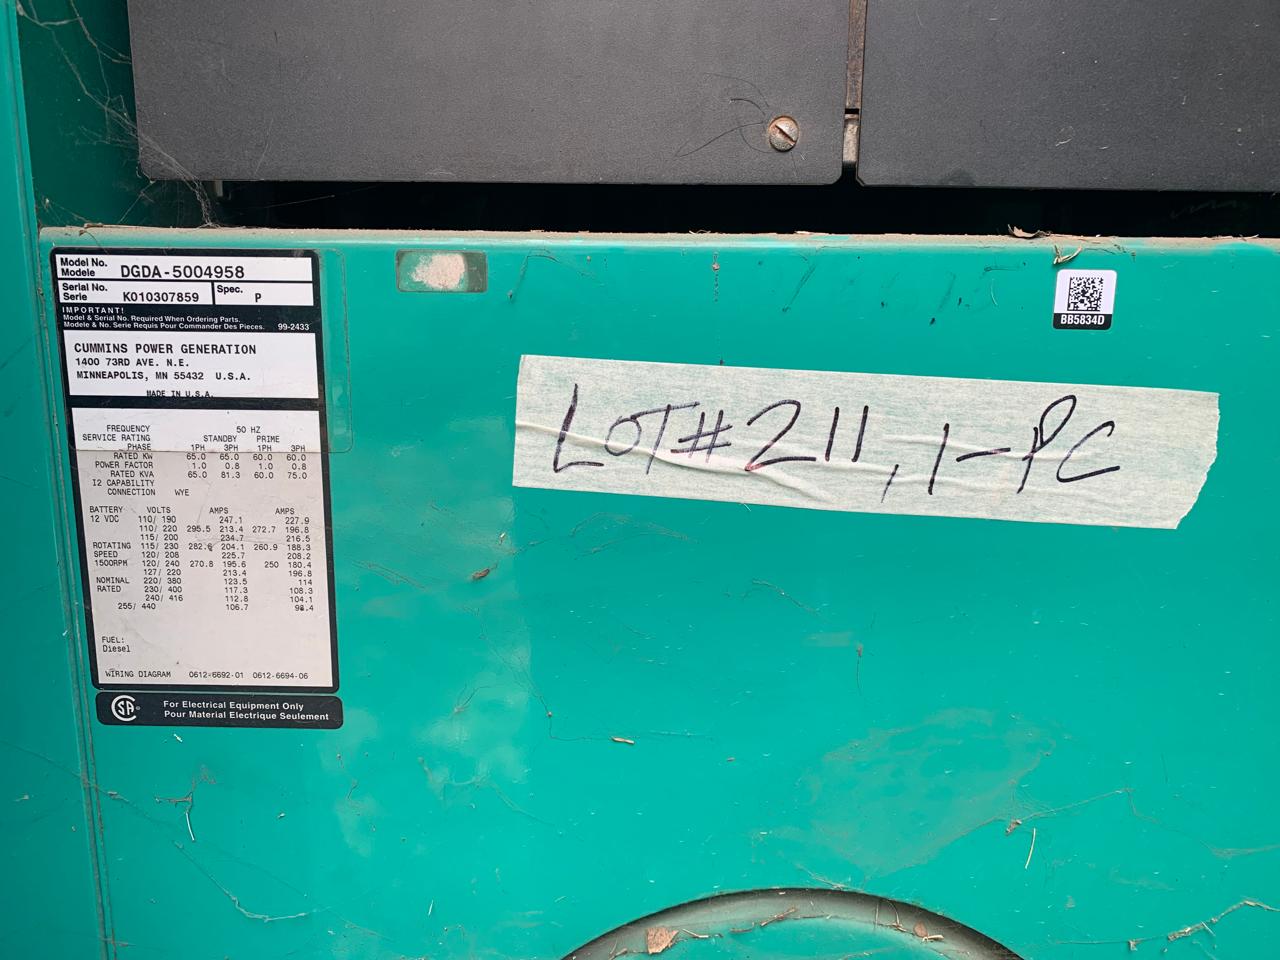 Model No.
Modele DGDA-5004958
Serial No. Spec.
Serie K010307859 P
IMPORTANT!
Model & Serial No. Required When Ordering Parts.
Modele & No. Serie Requis Pour Commander Des Pieces. 99-2433
CUMMINS POWER GENERATION
1400 73RD AVE. N.E.
MINNEAPOLIS, MN 55432 U.S.A.
MADE IN U.S.A.
FREQUENCY 50 HZ
SERVICE RATING STANDBY PRIME
PHASE 1PH 3PH 1PH 3PH
RATED KW 65.0 65.0 60.0 60.0
POWER FACTOR 1.0 0.8 1.0 0.8
RATED KVA 65.0 81.3 60.0 75.0
I2 CAPABILITY
CONNECTION WYE
BATTERY VOLTS AMPS AMPS
12 VDC 110/ 190 247.1 227.9
110/ 220 295.5 213.4 272.7 196.8
115/ 200 234.7 216.5
ROTATING 115/ 230 282.6 204.1 260.9 188.3
SPEED 120/ 208 225.7 208.2
1500RPM 120/ 240 270.8 195.6 250 180.4
127/ 220 213.4 196.8
NOMINAL 220/ 380 123.5 114
RATED 230/ 400 117.3 108.3
240/ 416 112.8 104.1
255/ 440 106.7 98.4
FUEL:
Diesel
WIRING DIAGRAM 0612-6692-01 0612-6694-06
SA®
For Electrical Equipment Only
Pour Material Electrique Seulement
BB5834D
LOT# 211, 1-PC